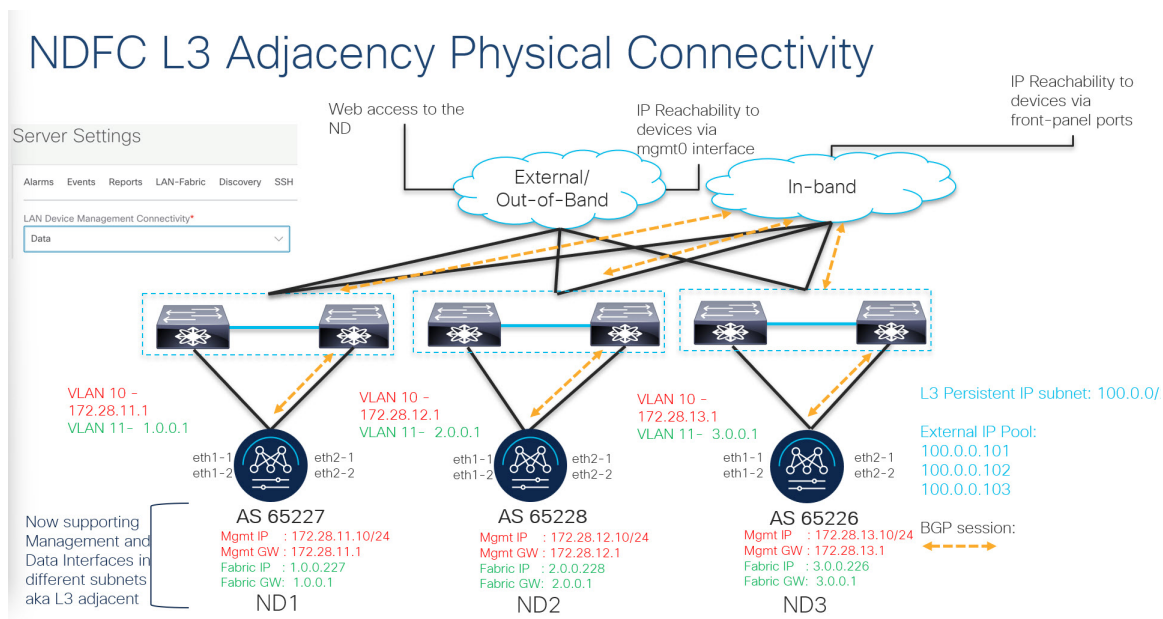 NDFC L3 Adjacency Physical Connectivity
Server Settings
Alarms Events Reports LAN-Fabric Discovery SSH
LAN Device Management Connectivity*
Data
Web access to the
ND
IP Reachability to
devices via
mgmt0 interface
IP Reachability to
devices via
front-panel ports
External/
Out-of-Band
In-band
VLAN 10 –
172.28.11.1
VLAN 11- 1.0.0.1
VLAN 10 –
172.28.12.1
VLAN 11- 2.0.0.1
VLAN 10 –
172.28.13.1
VLAN 11- 3.0.0.1
eth1-1
eth1-2
eth2-1
eth2-2
eth1-1
eth1-2
eth2-1
eth2-2
eth1-1
eth1-2
eth2-1
eth2-2
L3 Persistent IP subnet: 100.0.0/
External IP Pool:
100.0.0.101
100.0.0.102
100.0.0.103
BGP session:
Now supporting
Management and
Data Interfaces in
different subnets
aka L3 adjacent
AS 65227
Mgmt IP : 172.28.11.10/24
Mgmt GW : 172.28.11.1
Fabric IP : 1.0.0.227
Fabric GW: 1.0.0.1
ND1
AS 65228
Mgmt IP : 172.28.12.10/24
Mgmt GW : 172.28.12.1
Fabric IP : 2.0.0.228
Fabric GW: 2.0.0.1
ND2
AS 65226
Mgmt IP : 172.28.13.10/24
Mgmt GW : 172.28.13.1
Fabric IP : 3.0.0.226
Fabric GW: 3.0.0.1
ND3